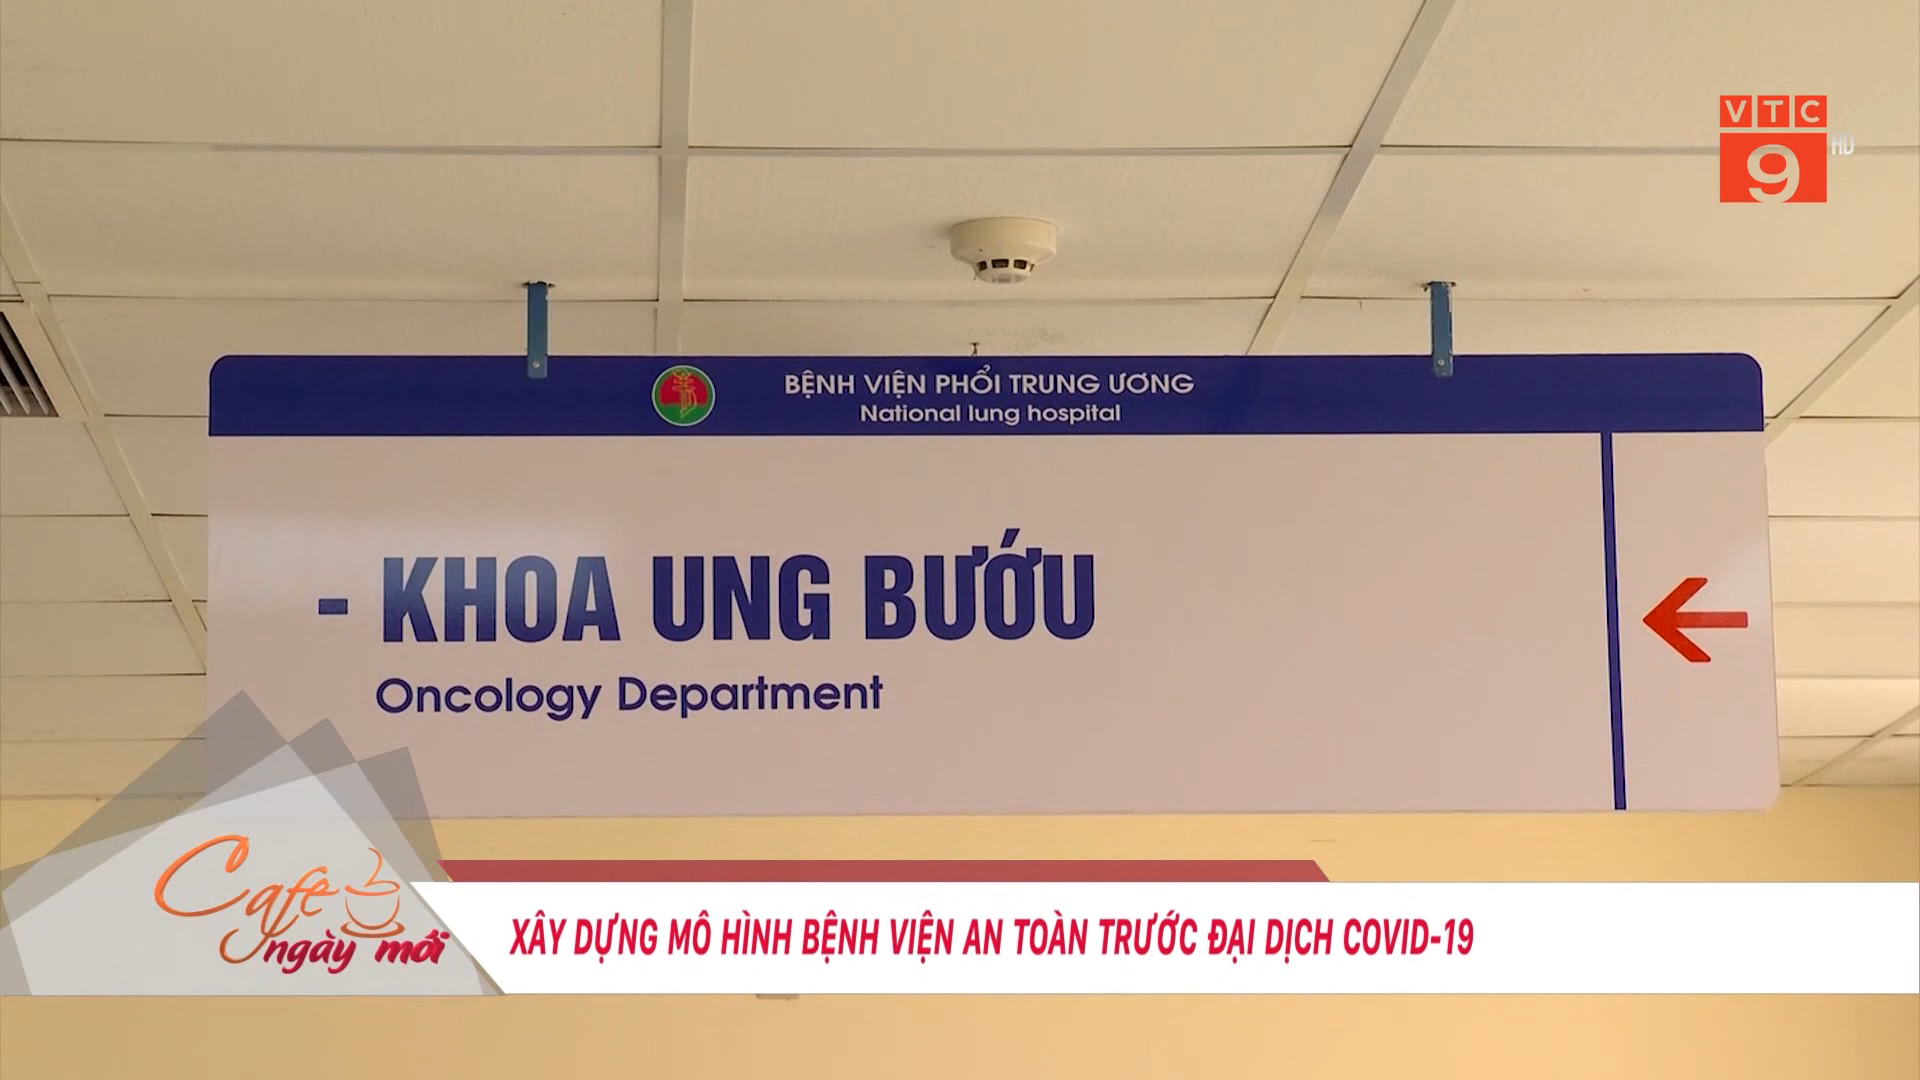 VTC
9
HD
BỆNH VIỆN PHỔI TRUNG ƯƠNG
National lung hospital
- KHOA UNG BƯỚU
Oncology Department
Cafe
ngày mới
XÂY DỰNG MÔ HÌNH BỆNH VIỆN AN TOÀN TRƯỚC ĐẠI DỊCH COVID-19